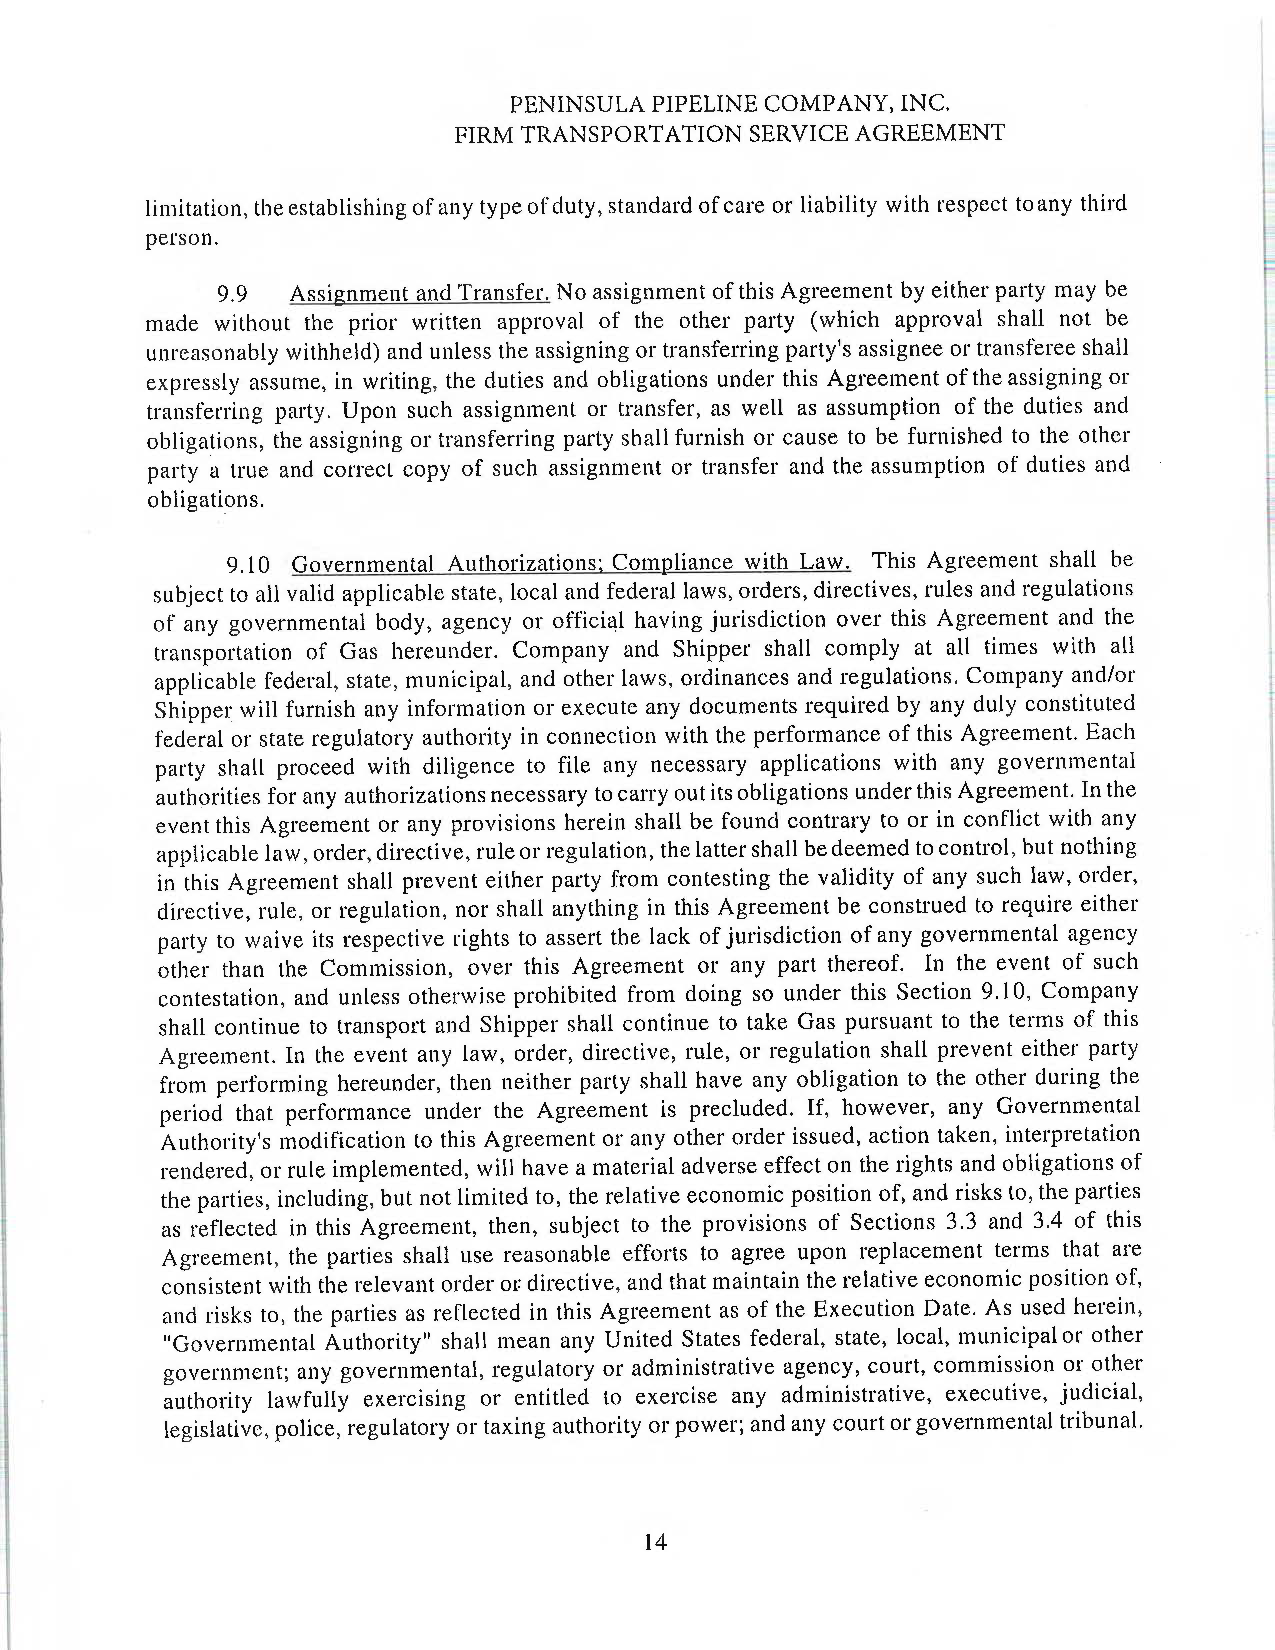 PENINSULA PIPELINE COMPANY, INC.
FIRM TRANSPORTATION SERVICE AGREEMENT
limitation, the establishing of any type of duty, standard of care or liability with respect to any third
person.
9.9 Assignment and Transfer. No assignment of this Agreement by either party may be
made without the prior written approval of the other party (which approval shall not be
unreasonably withheld) and unless the assigning or transferring party's assignee or transferee shall
expressly assume, in writing, the duties and obligations under this Agreement of the assigning or
transferring party. Upon such assignment or transfer, as well as assumption of the duties and
obligations, the assigning or transferring party shall furnish or cause to be furnished to the other
party a true and correct copy of such assignment or transfer and the assumption of duties and
obligations.
9.10 Governmental Authorizations; Compliance with Law. This Agreement shall be
subject to all valid applicable state, local and federal laws, orders, directives, rules and regulations
of any governmental body, agency or official having jurisdiction over this Agreement and the
transportation of Gas hereunder. Company and Shipper shall comply at all times with all
applicable federal, state, municipal, and other laws, ordinances and regulations. Company and/or
Shipper will furnish any information or execute any documents required by any duly constituted
federal or state regulatory authority in connection with the performance of this Agreement. Each
party shall proceed with diligence to file any necessary applications with any governmental
authorities for any authorizations necessary to carry out its obligations under this Agreement. In the
event this Agreement or any provisions herein shall be found contrary to or in conflict with any
applicable law, order, directive, rule or regulation, the latter shall be deemed to control, but nothing
in this Agreement shall prevent either party from contesting the validity of any such law, order,
directive, rule, or regulation, nor shall anything in this Agreement be construed to require either
party to waive its respective rights to assert the lack of jurisdiction of any governmental agency
other than the Commission, over this Agreement or any part thereof. In the event of such
contestation, and unless otherwise prohibited from doing so under this Section 9.10, Company
shall continue to transport and Shipper shall continue to take Gas pursuant to the terms of this
Agreement. In the event any law, order, directive, rule, or regulation shall prevent either party
from performing hereunder, then neither party shall have any obligation to the other during the
period that performance under the Agreement is precluded. If, however, any Governmental
Authority's modification to this Agreement or any other order issued, action taken, interpretation
rendered, or rule implemented, will have a material adverse effect on the rights and obligations of
the parties, including, but not limited to, the relative economic position of, and risks to, the parties
as reflected in this Agreement, then, subject to the provisions of Sections 3.3 and 3.4 of this
Agreement, the parties shall use reasonable efforts to agree upon replacement terms that are
consistent with the relevant order or directive, and that maintain the relative economic position of,
and risks to, the parties as reflected in this Agreement as of the Execution Date. As used herein,
"Governmental Authority" shall mean any United States federal, state, local, municipal or other
government; any governmental, regulatory or administrative agency, court, commission or other
authority lawfully exercising or entitled to exercise any administrative, executive, judicial,
legislative, police, regulatory or taxing authority or power; and any court or governmental tribunal.
14